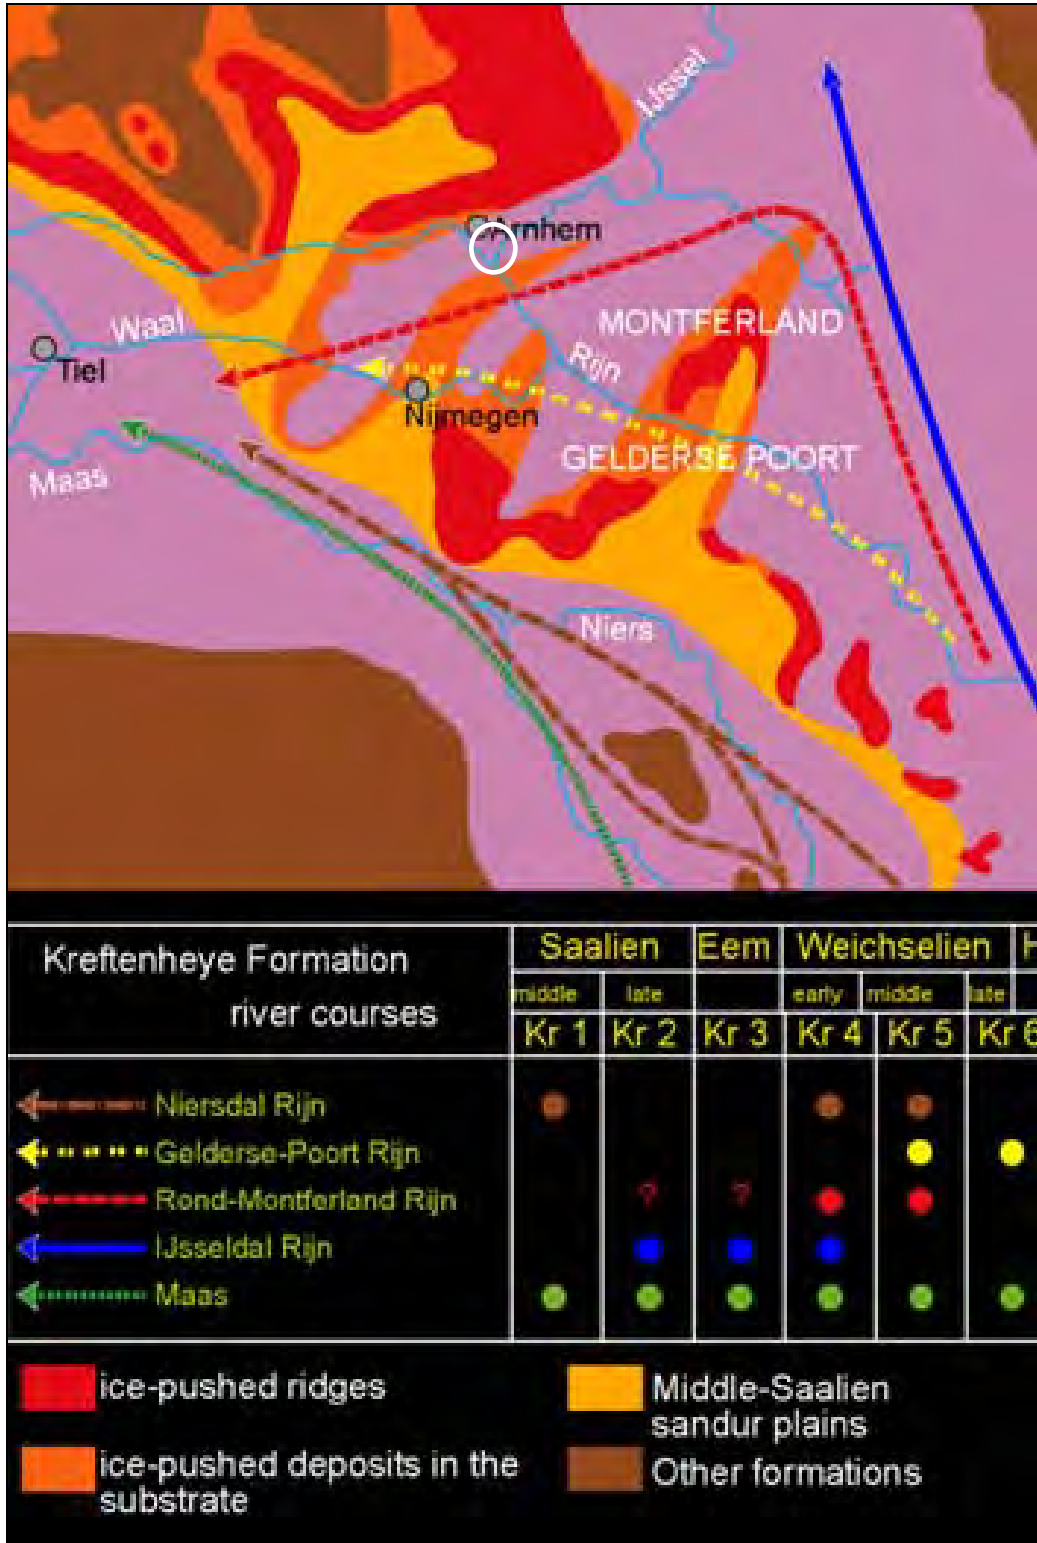 IJssel
Arnhem
MONTFERLAND
Waal
Rijn
Tiel
Nijmegen
GELDERSE POORT
Maas
Niers
Kreftenheye Formation
river courses
Saalien Eem Weichselien H
middle late early middle late
Kr 1 Kr 2 Kr 3 Kr 4 Kr 5 Kr 6
Niersdal Rijn
Gelderse-Poort Rijn
Rond-Montferland Rijn ? ?
IJsseldal Rijn
Maas
ice-pushed ridges
Middle-Saalien
sandur plains
ice-pushed deposits in the
substrate
Other formations